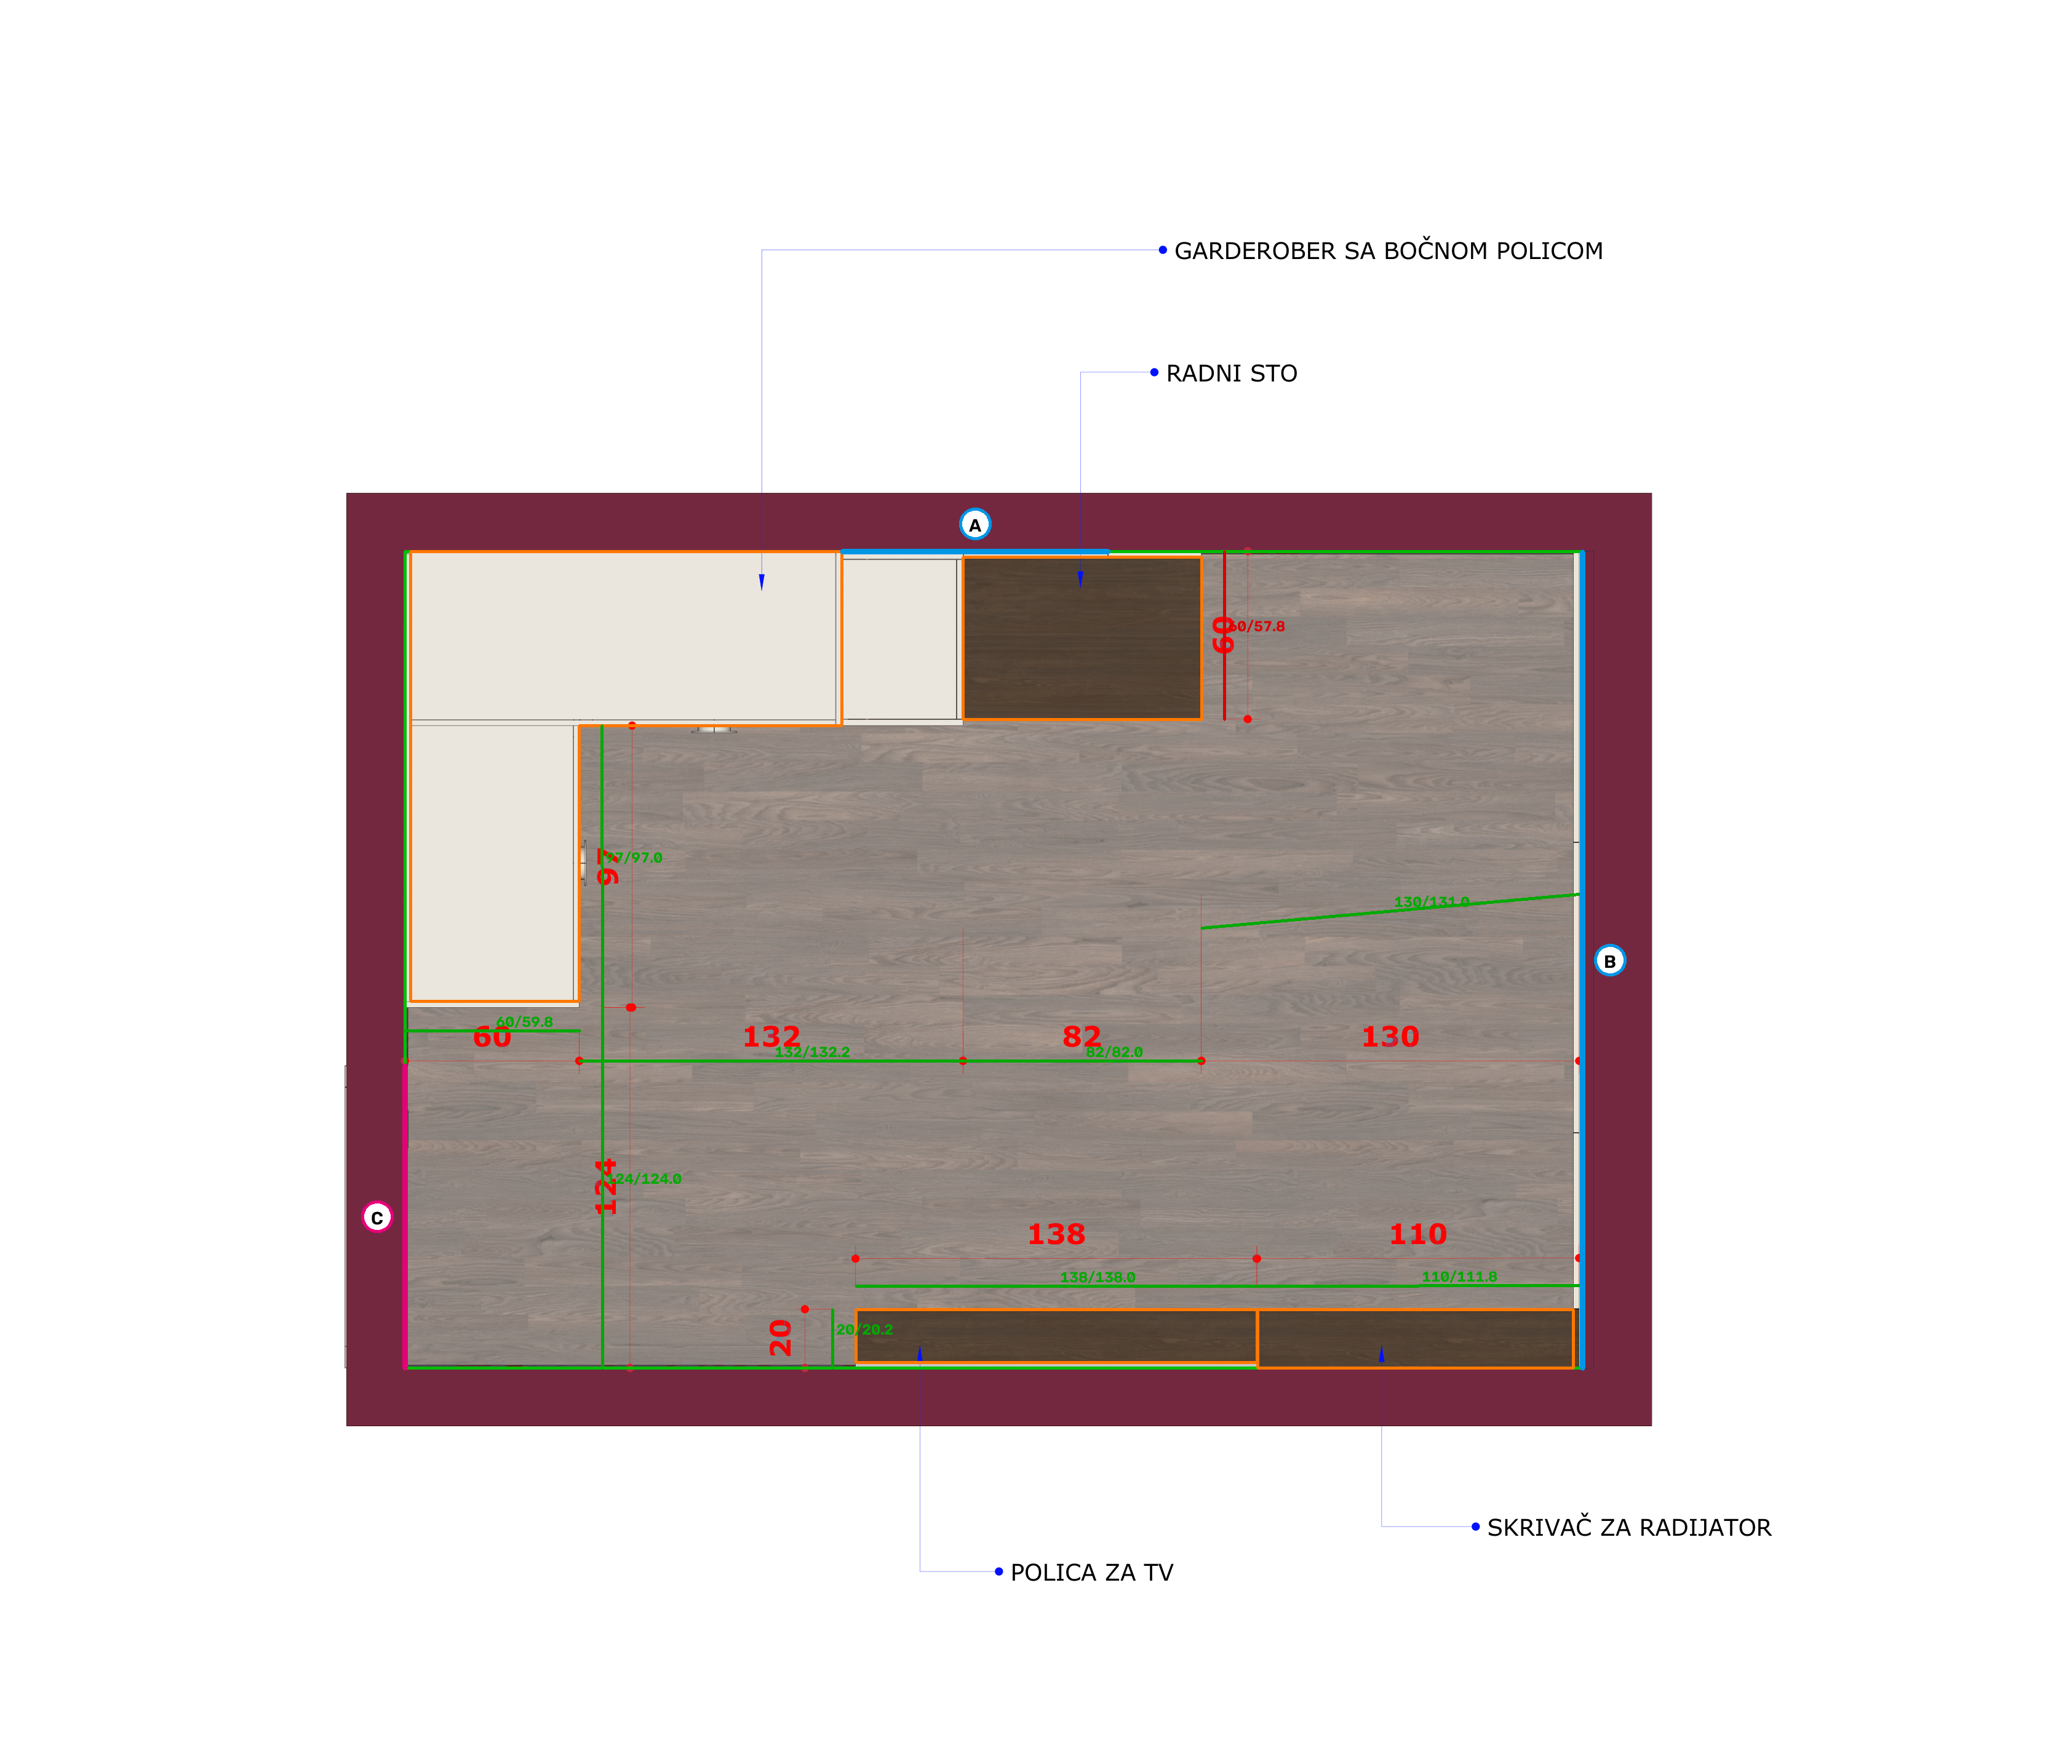 GARDEROBER SA BOČNOM POLICOM
RADNI STO
A
60
60/57.8
97
97/97.0
130/131.0
B
60/59.8
60
132
132/132.2
82
82/82.0
130
124
124/124.0
C
138
110
138/138.0
110/111.8
20
20/20.2
SKRIVAČ ZA RADIJATOR
POLICA ZA TV